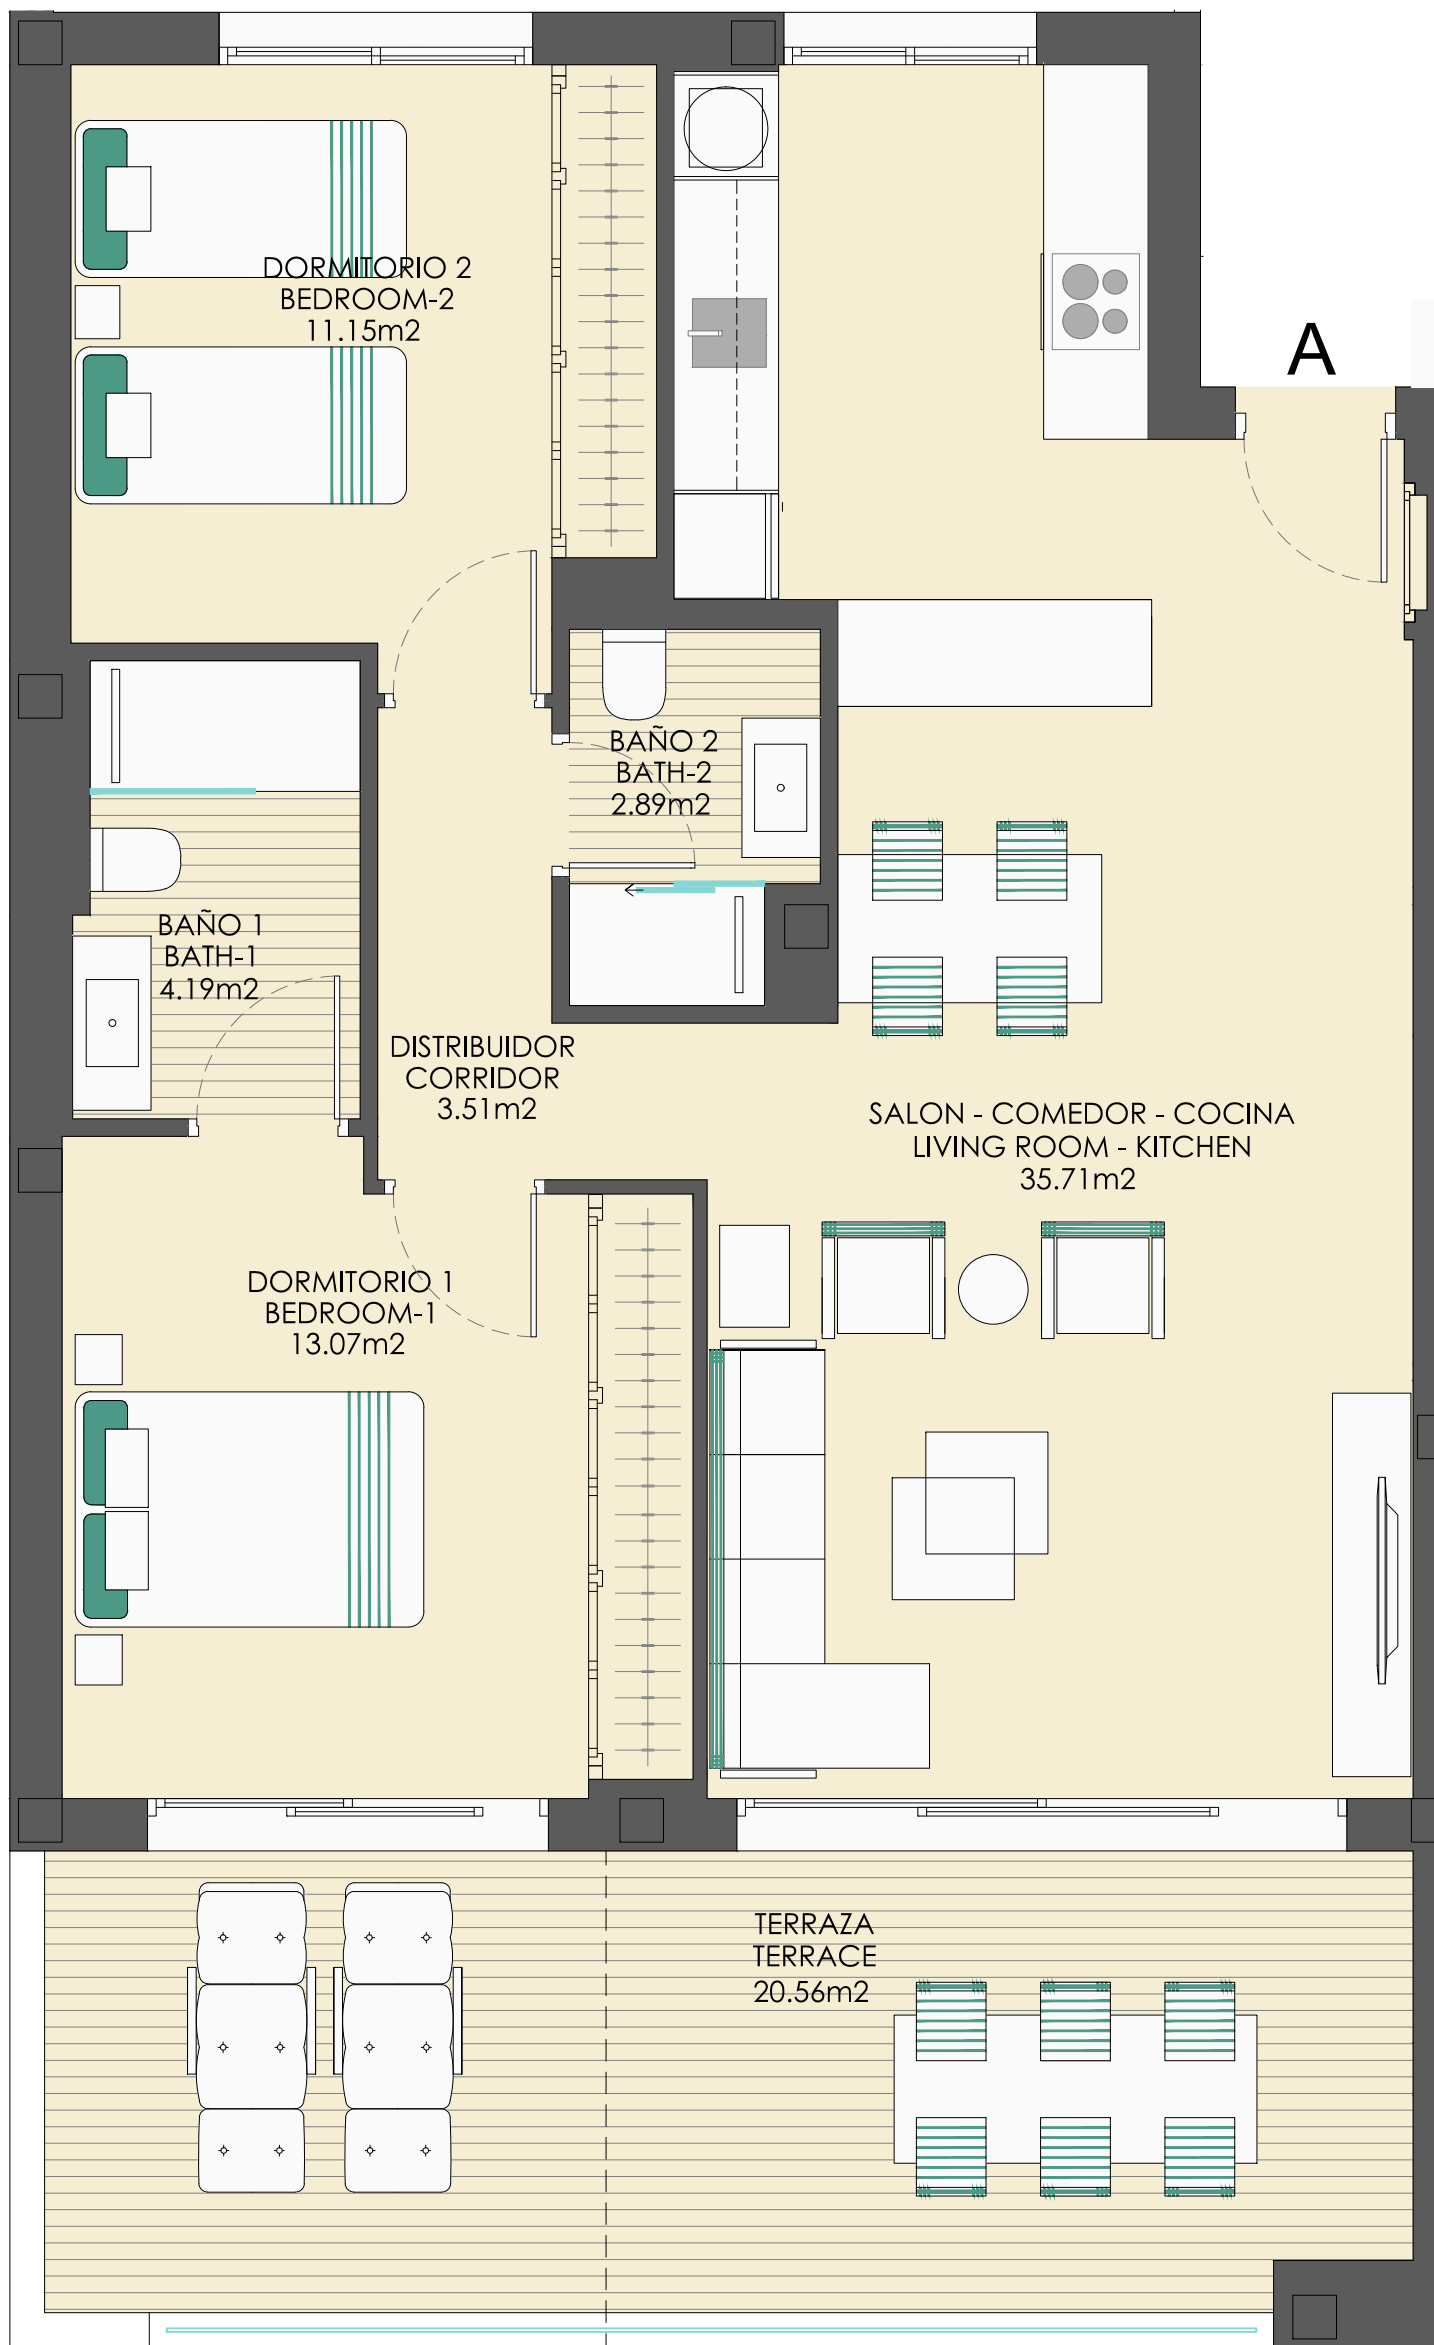 DORMITORIO 2
BEDROOM-2
11.15m2
A
BAÑO 2
BATH-2
2.89m2
BAÑO 1
BATH-1
4.19m2
DISTRIBUIDOR
CORRIDOR
3.51m2
SALON - COMEDOR - COCINA
LIVING ROOM - KITCHEN
35.71m2
DORMITORIO 1
BEDROOM-1
13.07m2
TERRAZA
TERRACE
20.56m2